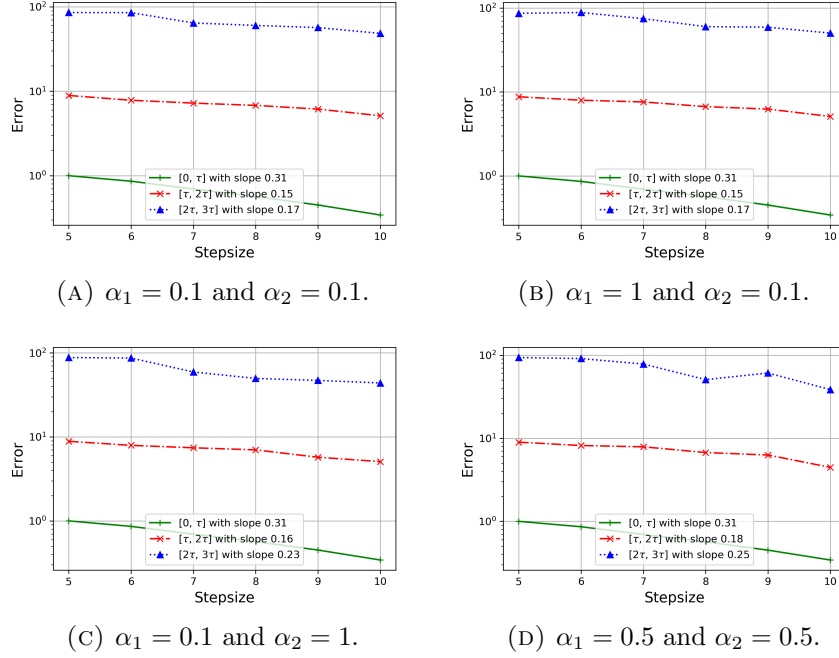 10²
10¹
10⁰
Error
[0, τ] with slope 0.31
[τ, 2τ] with slope 0.15
[2τ, 3τ] with slope 0.17
5 6 7 8 9 10
Stepsize
(A) α₁ = 0.1 and α₂ = 0.1.
10²
10¹
10⁰
Error
[0, τ] with slope 0.31
[τ, 2τ] with slope 0.15
[2τ, 3τ] with slope 0.17
5 6 7 8 9 10
Stepsize
(B) α₁ = 1 and α₂ = 0.1.
10²
10¹
10⁰
Error
[0, τ] with slope 0.31
[τ, 2τ] with slope 0.16
[2τ, 3τ] with slope 0.23
5 6 7 8 9 10
Stepsize
(C) α₁ = 0.1 and α₂ = 1.
10²
10¹
10⁰
Error
[0, τ] with slope 0.31
[τ, 2τ] with slope 0.18
[2τ, 3τ] with slope 0.25
5 6 7 8 9 10
Stepsize
(D) α₁ = 0.5 and α₂ = 0.5.